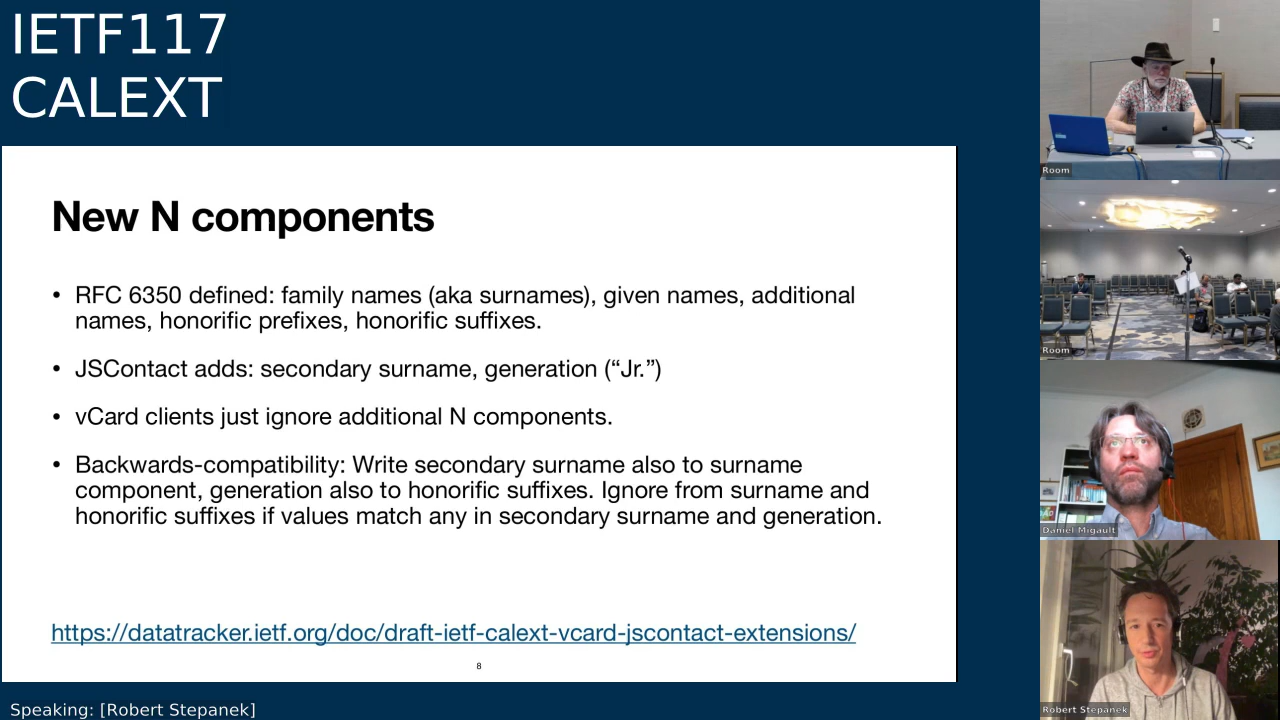 IETF117
CALEXT
New N components
• RFC 6350 defined: family names (aka surnames), given names, additional
names, honorific prefixes, honorific suffixes.
• JSContact adds: secondary surname, generation (“Jr.”)
• vCard clients just ignore additional N components.
• Backwards-compatibility: Write secondary surname also to surname
component, generation also to honorific suffixes. Ignore from surname and
honorific suffixes if values match any in secondary surname and generation.
https://datatracker.ietf.org/doc/draft-ietf-calext-vcard-jscontact-extensions/
8
Speaking: [Robert Stepanek]
Room
Room
Daniel Migault
Robert Stepanek